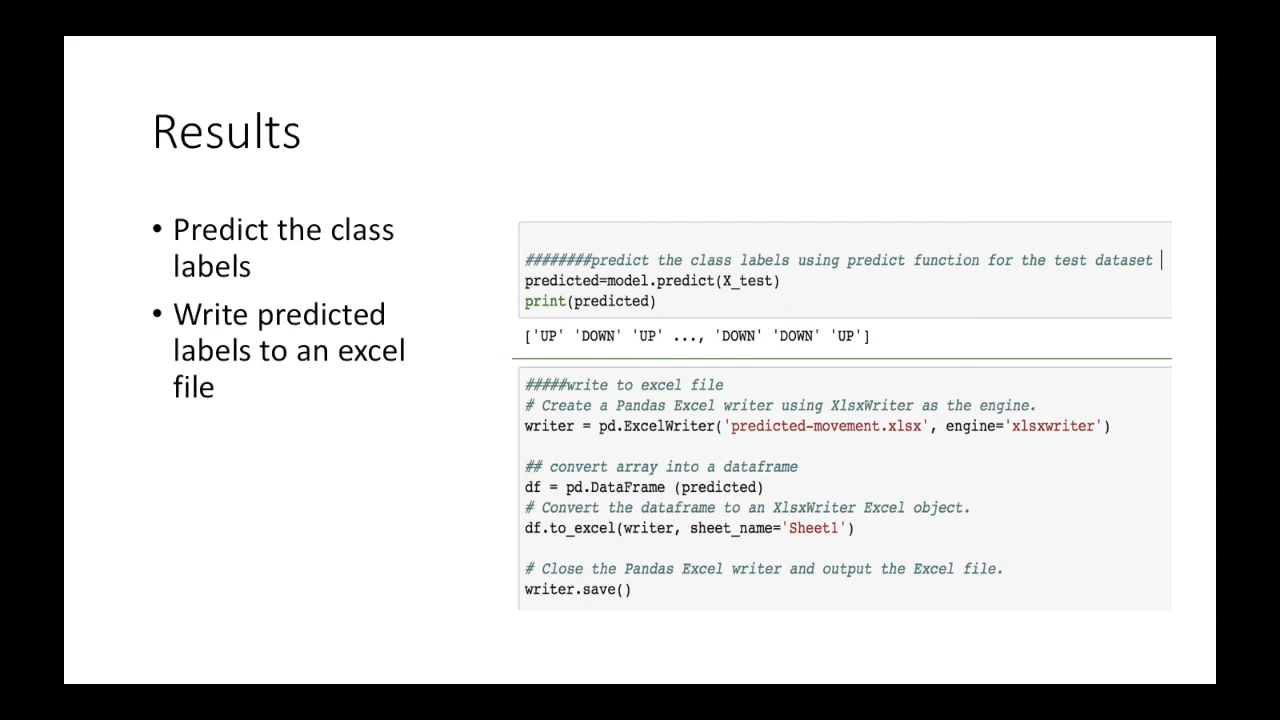 Results
• Predict the class
labels
• Write predicted
labels to an excel
file
########predict the class labels using predict function for the test dataset
predicted=model.predict(X_test)
print(predicted)
['UP' 'DOWN' 'UP' ..., 'DOWN' 'DOWN' 'UP']
#####write to excel file
# Create a Pandas Excel writer using XlsxWriter as the engine.
writer = pd.ExcelWriter('predicted-movement.xlsx', engine='xlsxwriter')
## convert array into a dataframe
df = pd.DataFrame (predicted)
# Convert the dataframe to an XlsxWriter Excel object.
df.to_excel(writer, sheet_name='Sheet1')
# Close the Pandas Excel writer and output the Excel file.
writer.save()